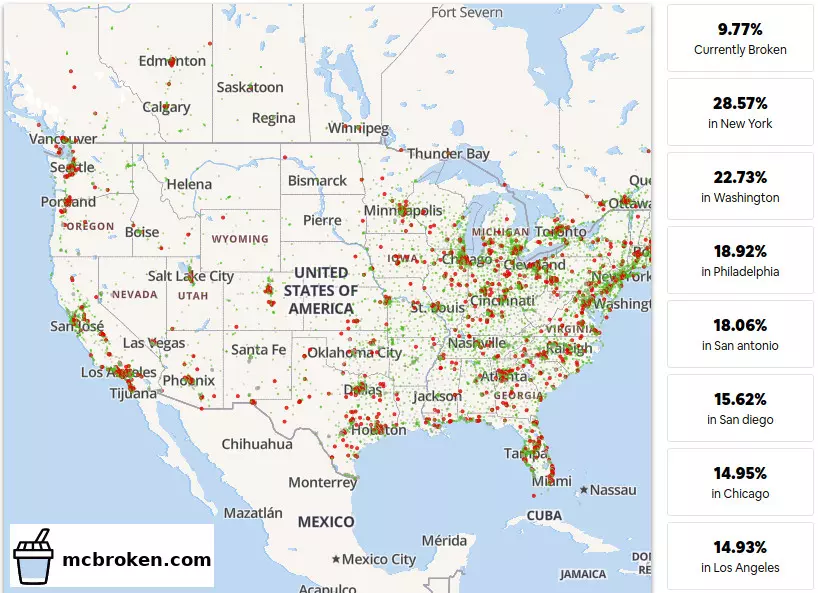 Fort Severn
Edmonton
Saskatoon
Calgary
Regina
Winnipeg
Vancouver
Thunder Bay
Seattle
Helena
Bismarck
Que
Portland
Minneapolis
Ottawa
Pierre
OREGON
Boise
WYOMING
MICHIGAN
Toronto
IOWA
Chicago
Cleveland
Bo
Salt Lake City
UNITED
STATES OF
AMERICA
New York
NEVADA
UTAH
St. Louis
Cincinnati
Washingt
San José
VIRGINIA
Las Vegas
Santa Fe
Oklahoma City
Nashville
Raleigh
Los Angeles
Phoenix
Dallas
Atlanta
Tijuana
Jackson
GEORGIA
Chihuahua
Houston
Tampa
Monterrey
Miami
Nassau
Mazatlán
MEXICO
CUBA
Mérida
Mexico City
DO
RE
JAMAICA
Acapulco
mcbroken.com
9.77%
Currently Broken
28.57%
in New York
22.73%
in Washington
18.92%
in Philadelphia
18.06%
in San antonio
15.62%
in San diego
14.95%
in Chicago
14.93%
in Los Angeles